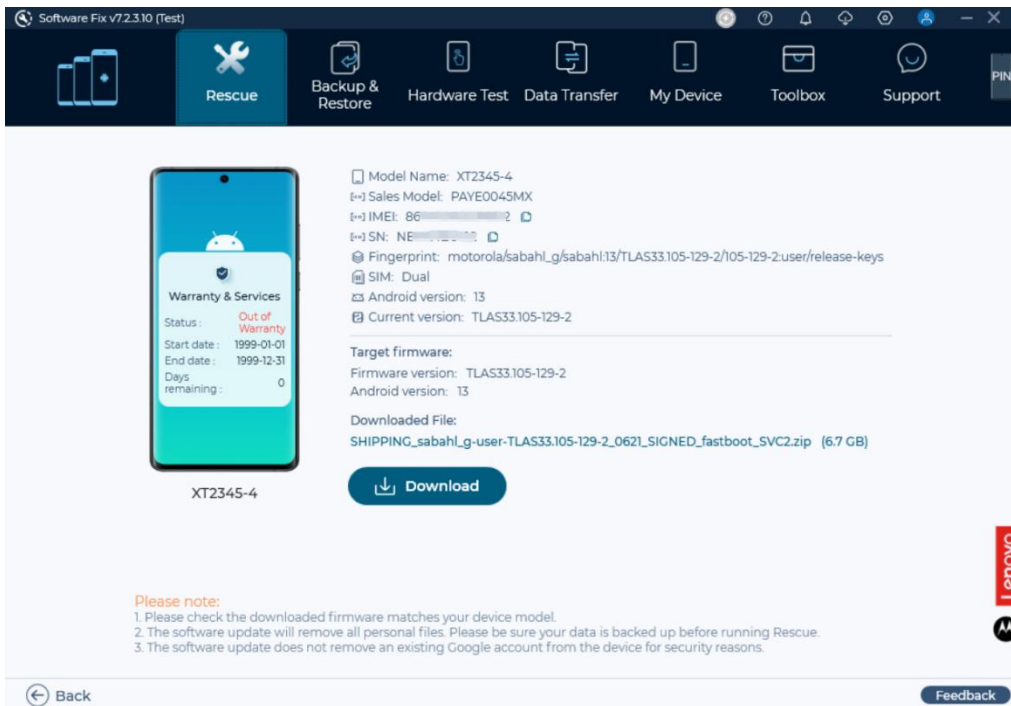 Software Fix v7.2.3.10 (Test)
Rescue
Backup &
Restore
Hardware Test
Data Transfer
My Device
Toolbox
Support
PIN
Model Name: XT2345-4
Sales Model: PAYE0045MX
IMEI: 86 2
SN: NE
Fingerprint: motorola/sabahl_g/sabahl:13/TLAS33.105-129-2/105-129-2:user/release-keys
SIM: Dual
Android version: 13
Current version: TLAS33.105-129-2
Warranty & Services
Status : Out of
Warranty
Start date : 1999-01-01
End date : 1999-12-31
Days
remaining : 0
XT2345-4
Target firmware:
Firmware version: TLAS33.105-129-2
Android version: 13
Downloaded File:
SHIPPING_sabahl_g-user-TLAS33.105-129-2_0621_SIGNED_fastboot_SVC2.zip (6.7 GB)
Download
Lenovo
Please note:
1. Please check the downloaded firmware matches your device model.
2. The software update will remove all personal files. Please be sure your data is backed up before running Rescue.
3. The software update does not remove an existing Google account from the device for security reasons.
Back
Feedback